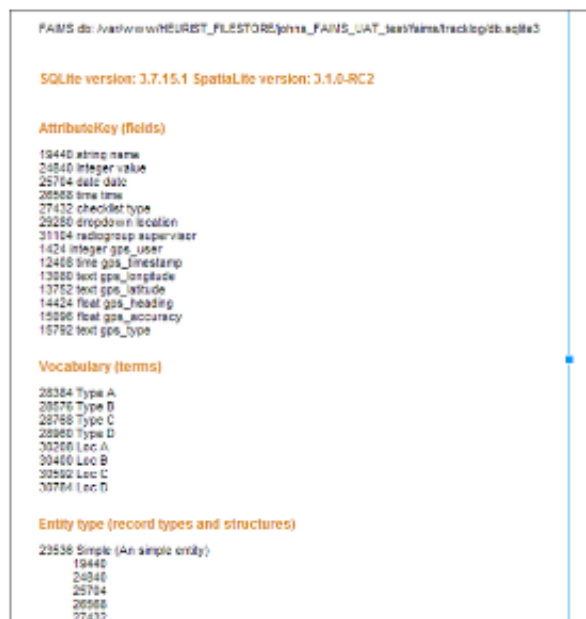 FAIMS db: /var/www/HEURIST_FILESTORE/johns_FAIMS_UAT_test/faims/tracklog/db.sqlite3
SQLite version: 3.7.15.1 SpatiaLite version: 3.1.0-RC2
AttributeKey (fields)
19440 string name
24840 integer value
25704 date date
26568 time time
27432 checklist type
29280 dropdown location
31104 radiogroup supervisor
1424 integer gps_user
12408 time gps_timestamp
13080 text gps_longitude
13752 text gps_latitude
14424 float gps_heading
15096 float gps_accuracy
15792 text gps_type
Vocabulary (terms)
28384 Type A
28576 Type B
28768 Type C
28960 Type D
30208 Loc A
30400 Loc B
30592 Loc C
30784 Loc D
Entity type (record types and structures)
23536 Simple (An simple entity)
19440
24840
25704
26568
27432